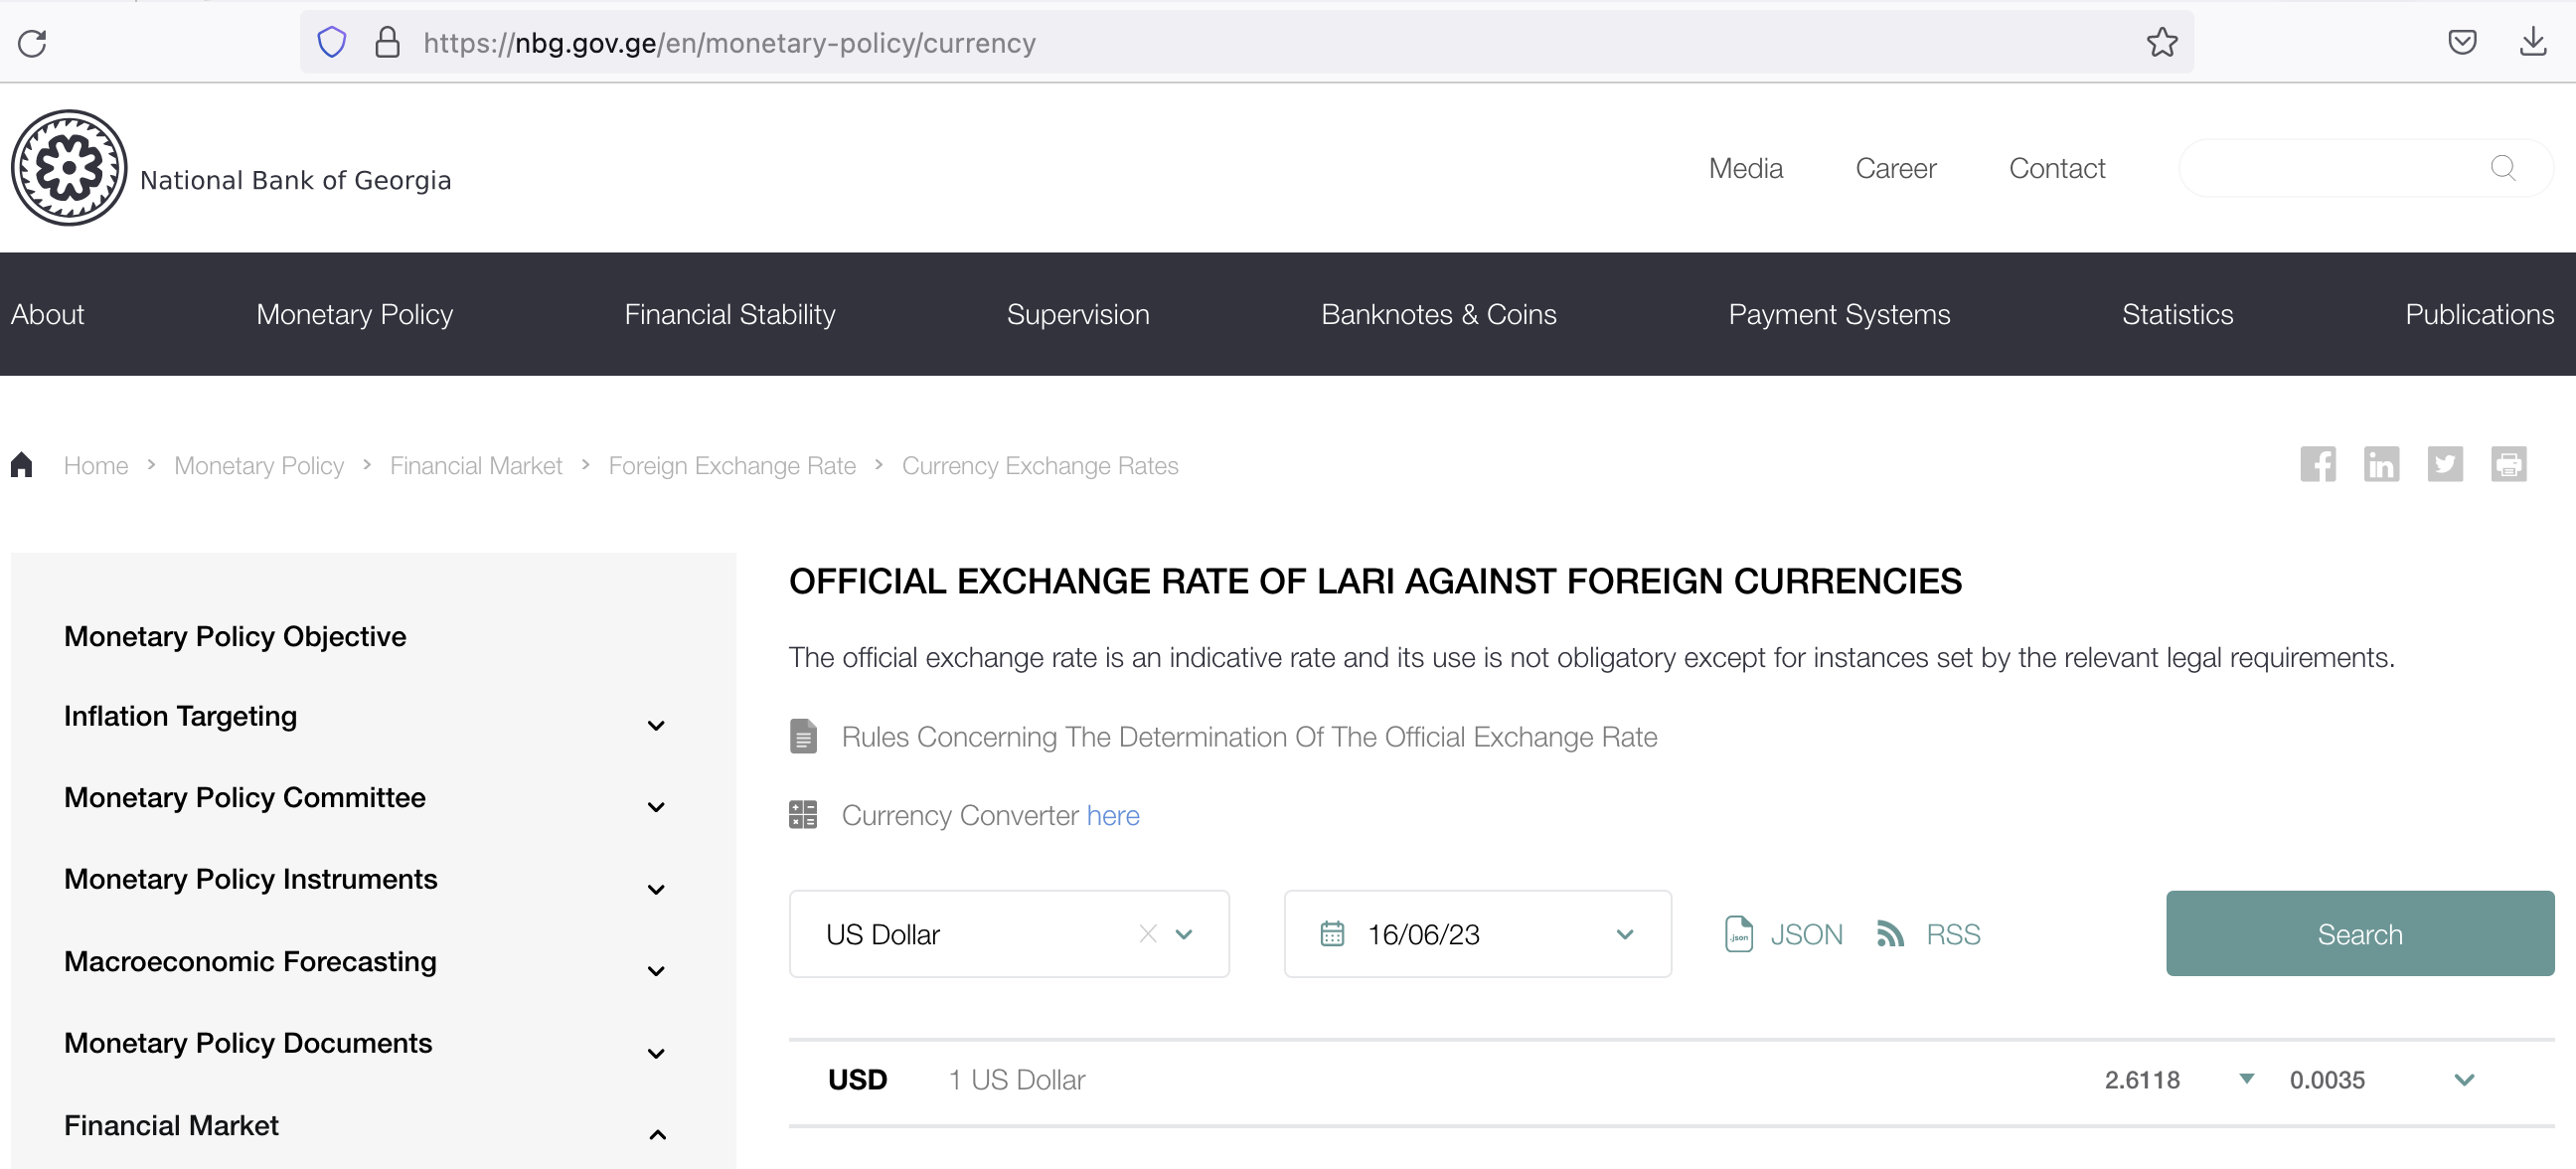 https://nbg.gov.ge/en/monetary-policy/currency
National Bank of Georgia
Media Career Contact
About Monetary Policy Financial Stability Supervision Banknotes & Coins Payment Systems Statistics Publications
Home > Monetary Policy > Financial Market > Foreign Exchange Rate > Currency Exchange Rates
Monetary Policy Objective
Inflation Targeting
Monetary Policy Committee
Monetary Policy Instruments
Macroeconomic Forecasting
Monetary Policy Documents
Financial Market
OFFICIAL EXCHANGE RATE OF LARI AGAINST FOREIGN CURRENCIES
The official exchange rate is an indicative rate and its use is not obligatory except for instances set by the relevant legal requirements.
Rules Concerning The Determination Of The Official Exchange Rate
Currency Converter here
US Dollar 16/06/23 .json JSON RSS Search
USD 1 US Dollar 2.6118 0.0035